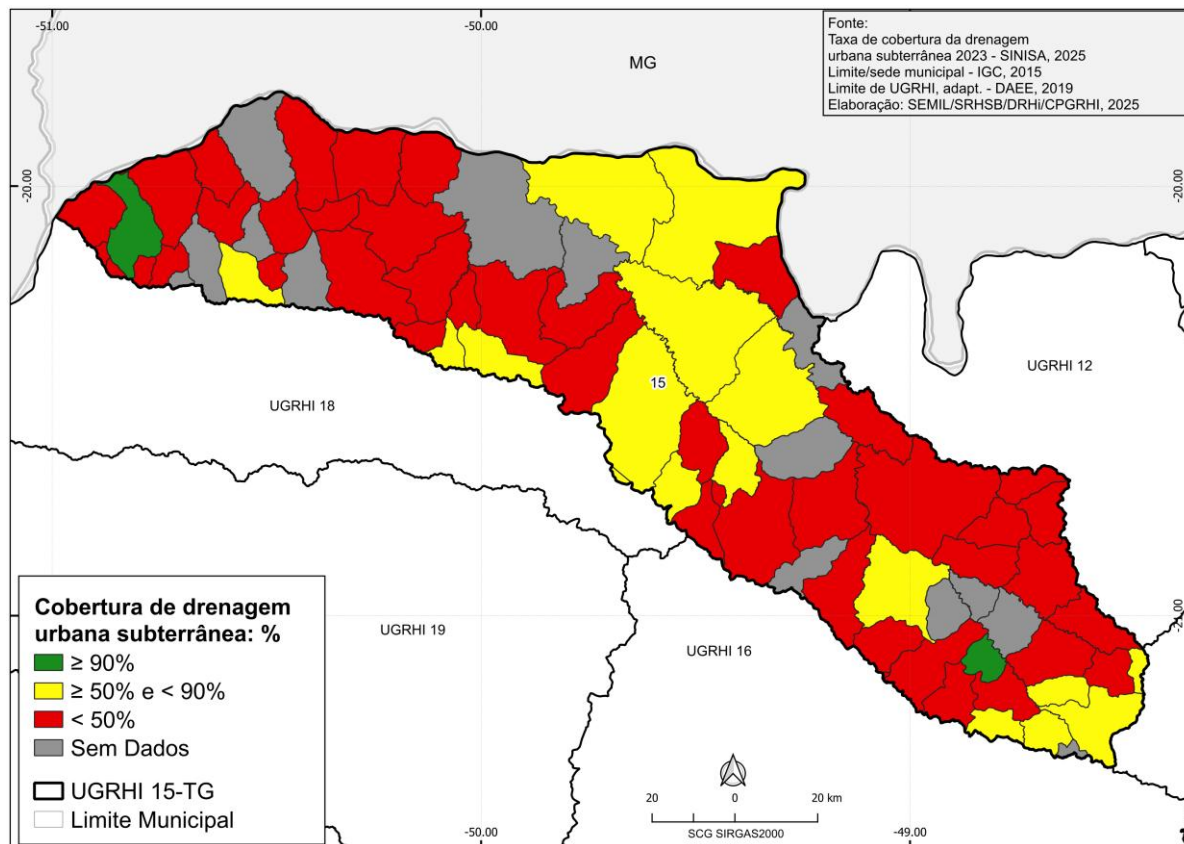 -51.00
-50.00
Fonte:
Taxa de cobertura da drenagem
urbana subterrânea 2023 - SINISA, 2025
Limite/sede municipal - IGC, 2015
Limite de UGRHI, adapt. - DAEE, 2019
Elaboração: SEMIL/SRHSB/DRHi/CPGRHI, 2025
MG
-20.00
-20.00
UGRHI 12
15
UGRHI 18
UGRHI 19
UGRHI 16
Cobertura de drenagem
urbana subterrânea: %
≥ 90%
≥ 50% e < 90%
< 50%
Sem Dados
UGRHI 15-TG
Limite Municipal
20 0 20 km
SCG SIRGAS2000
-50.00
-49.00